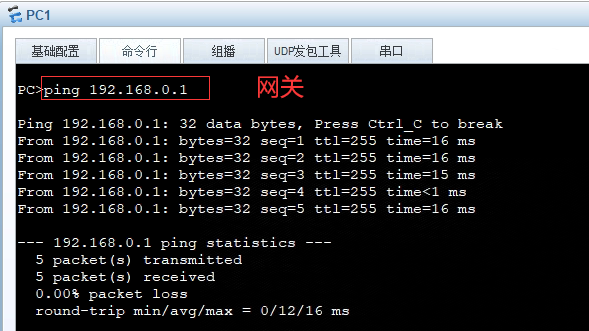 PC1
基础配置 命令行 组播 UDP发包工具 串口
PC>ping 192.168.0.1 网关
Ping 192.168.0.1: 32 data bytes, Press Ctrl_C to break
From 192.168.0.1: bytes=32 seq=1 ttl=255 time=16 ms
From 192.168.0.1: bytes=32 seq=2 ttl=255 time=16 ms
From 192.168.0.1: bytes=32 seq=3 ttl=255 time=15 ms
From 192.168.0.1: bytes=32 seq=4 ttl=255 time<1 ms
From 192.168.0.1: bytes=32 seq=5 ttl=255 time=16 ms
--- 192.168.0.1 ping statistics ---
5 packet(s) transmitted
5 packet(s) received
0.00% packet loss
round-trip min/avg/max = 0/12/16 ms